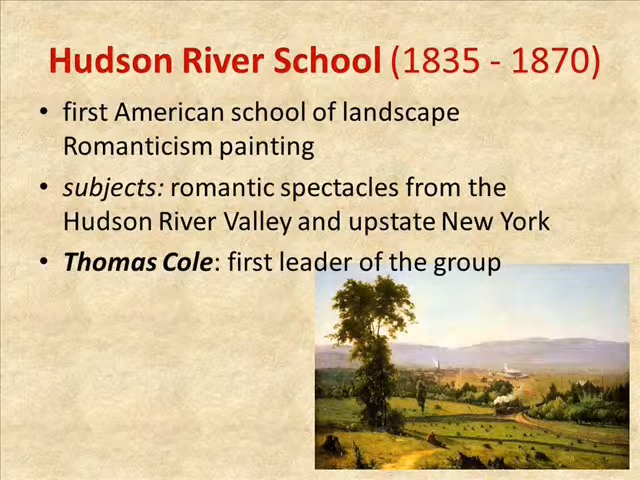 Hudson River School (1835 - 1870)
• first American school of landscape
Romanticism painting
• subjects: romantic spectacles from the
Hudson River Valley and upstate New York
• Thomas Cole: first leader of the group